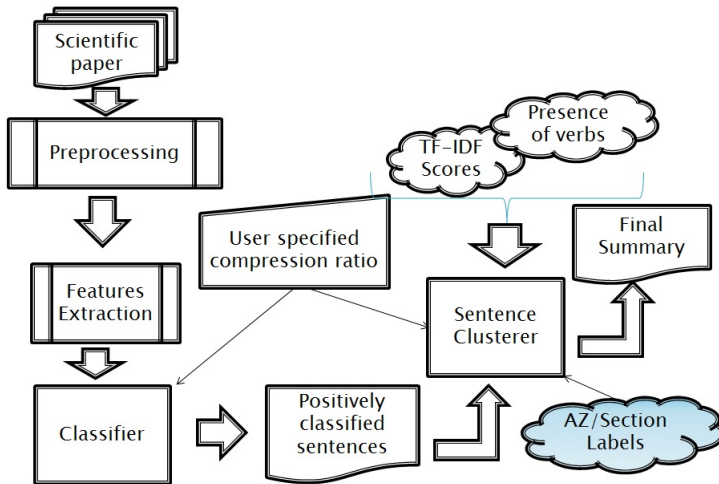 Scientific
paper
Preprocessing
Features
Extraction
Classifier
User specified
compression ratio
Positively
classified
sentences
TF-IDF
Scores
Presence
of verbs
Sentence
Clusterer
AZ/Section
Labels
Final
Summary